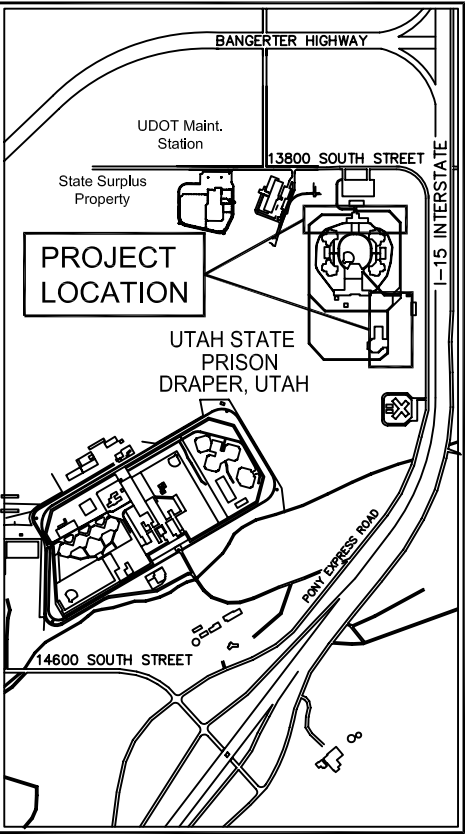 BANGERTER HIGHWAY
UDOT Maint.
Station
13800 SOUTH STREET
State Surplus
Property
I-15 INTERSTATE
PROJECT
LOCATION
UTAH STATE
PRISON
DRAPER, UTAH
PONY EXPRESS ROAD
14600 SOUTH STREET